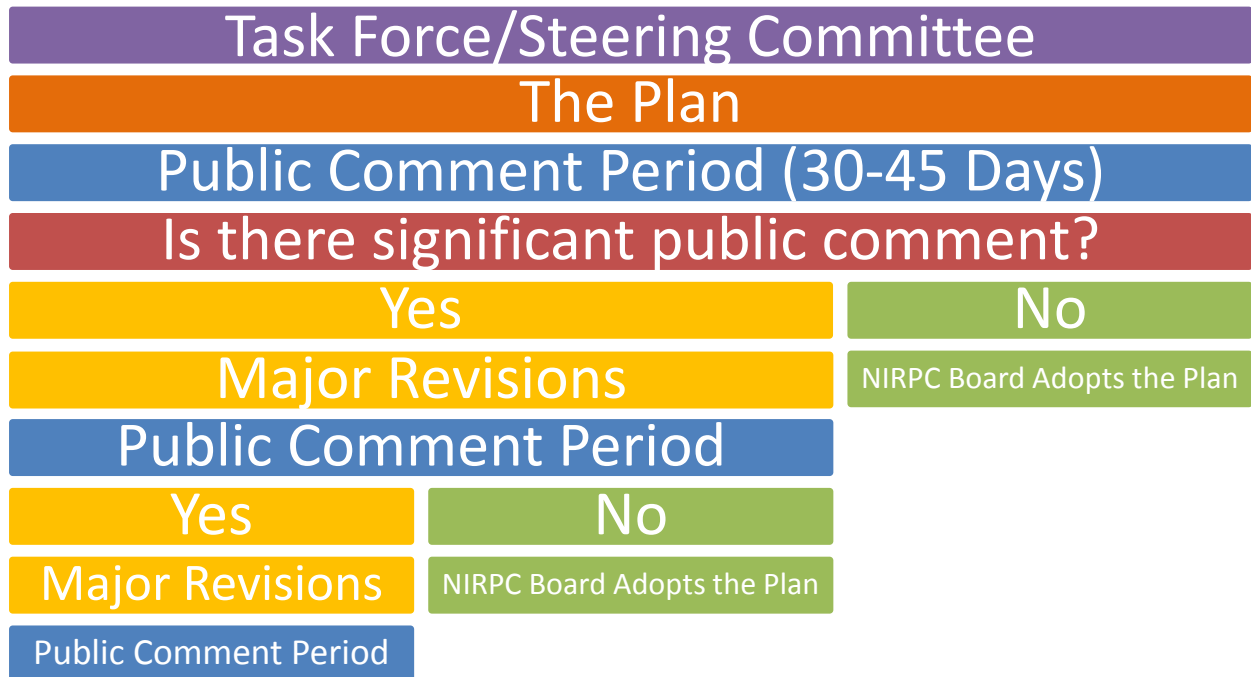 Task Force/Steering Committee
The Plan
Public Comment Period (30-45 Days)
Is there significant public comment?
Yes
No
Major Revisions
NIRPC Board Adopts the Plan
Public Comment Period
Yes
No
Major Revisions
NIRPC Board Adopts the Plan
Public Comment Period